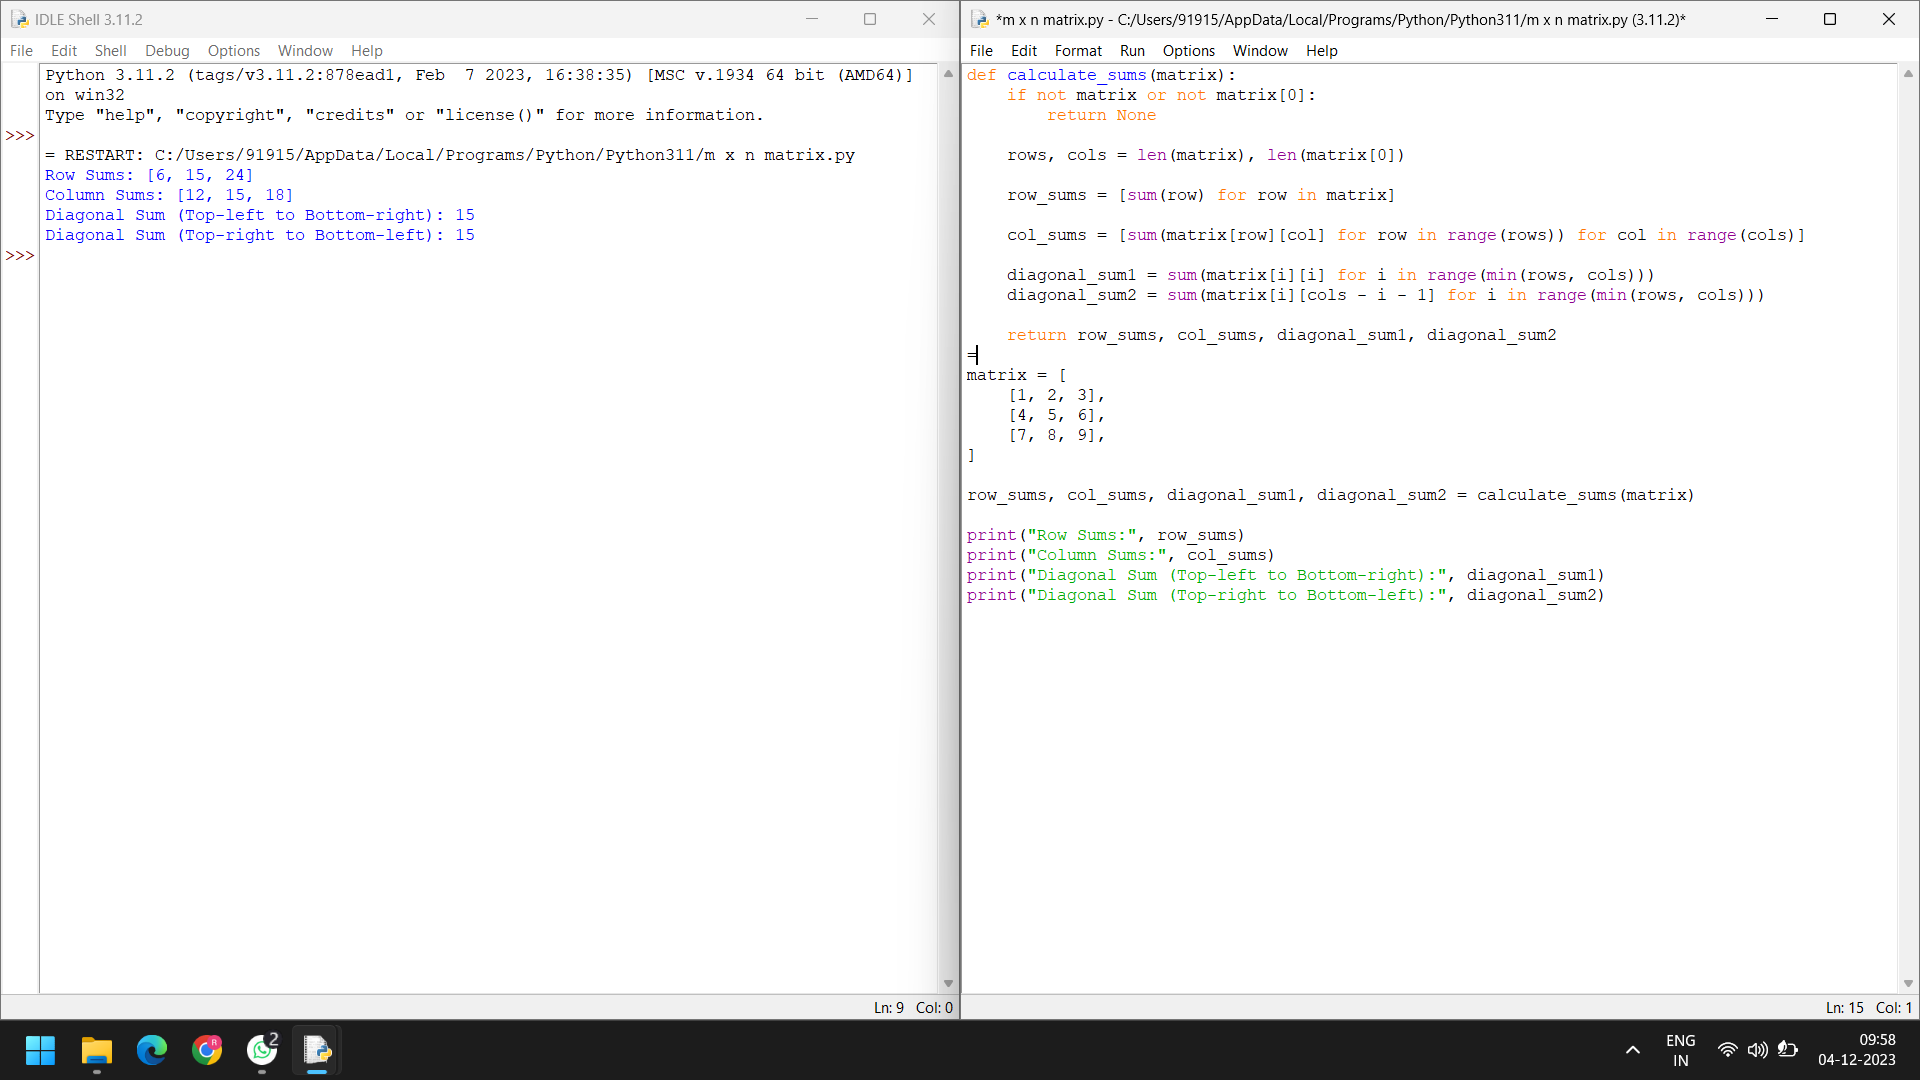 IDLE Shell 3.11.2
File Edit Shell Debug Options Window Help
Python 3.11.2 (tags/v3.11.2:878ead1, Feb  7 2023, 16:38:35) [MSC v.1934 64 bit (AMD64)]
on win32
Type "help", "copyright", "credits" or "license()" for more information.
>>>
= RESTART: C:/Users/91915/AppData/Local/Programs/Python/Python311/m x n matrix.py
Row Sums: [6, 15, 24]
Column Sums: [12, 15, 18]
Diagonal Sum (Top-left to Bottom-right): 15
Diagonal Sum (Top-right to Bottom-left): 15
>>>
Ln: 9 Col: 0
*m x n matrix.py - C:/Users/91915/AppData/Local/Programs/Python/Python311/m x n matrix.py (3.11.2)*
File Edit Format Run Options Window Help
def calculate_sums(matrix):
    if not matrix or not matrix[0]:
        return None
    rows, cols = len(matrix), len(matrix[0])
    row_sums = [sum(row) for row in matrix]
    col_sums = [sum(matrix[row][col] for row in range(rows)) for col in range(cols)]
    diagonal_sum1 = sum(matrix[i][i] for i in range(min(rows, cols)))
    diagonal_sum2 = sum(matrix[i][cols - i - 1] for i in range(min(rows, cols)))
    return row_sums, col_sums, diagonal_sum1, diagonal_sum2
=
matrix = [
    [1, 2, 3],
    [4, 5, 6],
    [7, 8, 9],
]
row_sums, col_sums, diagonal_sum1, diagonal_sum2 = calculate_sums(matrix)
print("Row Sums:", row_sums)
print("Column Sums:", col_sums)
print("Diagonal Sum (Top-left to Bottom-right):", diagonal_sum1)
print("Diagonal Sum (Top-right to Bottom-left):", diagonal_sum2)
Ln: 15 Col: 1
R
2
ENG
IN
09:58
04-12-2023